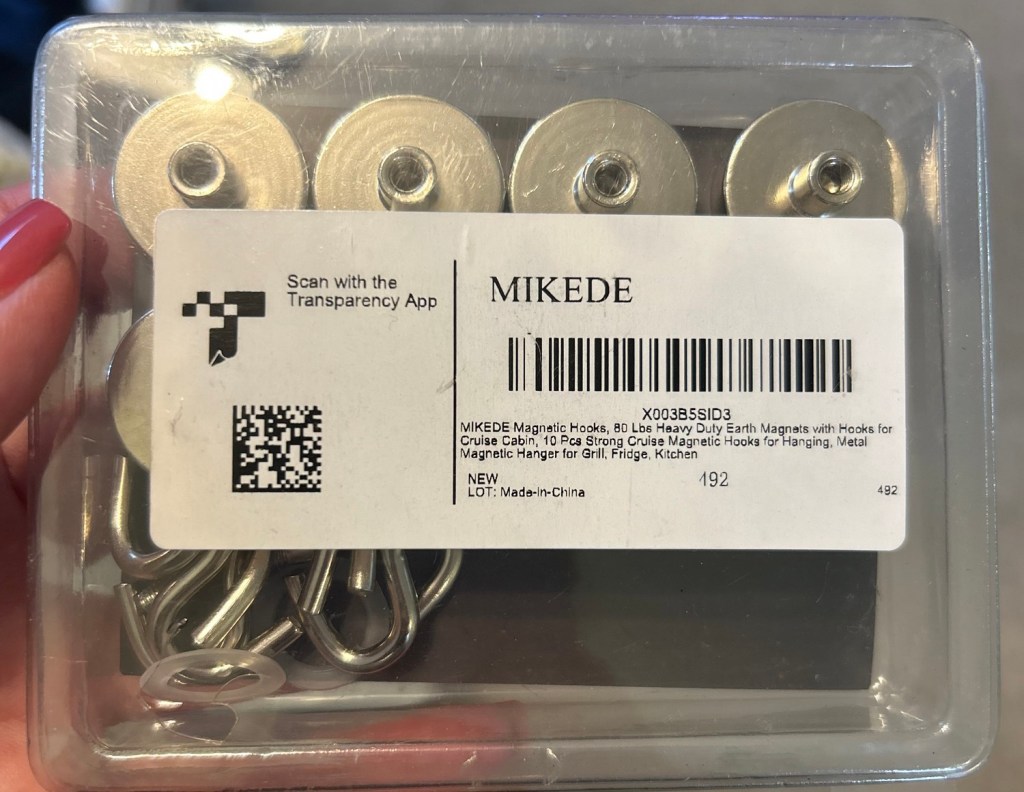 Scan with the
Transparency App
MIKEDE
X003B5SID3
MIKEDE Magnetic Hooks, 80 Lbs Heavy Duty Earth Magnets with Hooks for
Cruise Cabin, 10 Pcs Strong Cruise Magnetic Hooks for Hanging, Metal
Magnetic Hanger for Grill, Fridge, Kitchen
NEW
LOT: Made-in-China
192
492